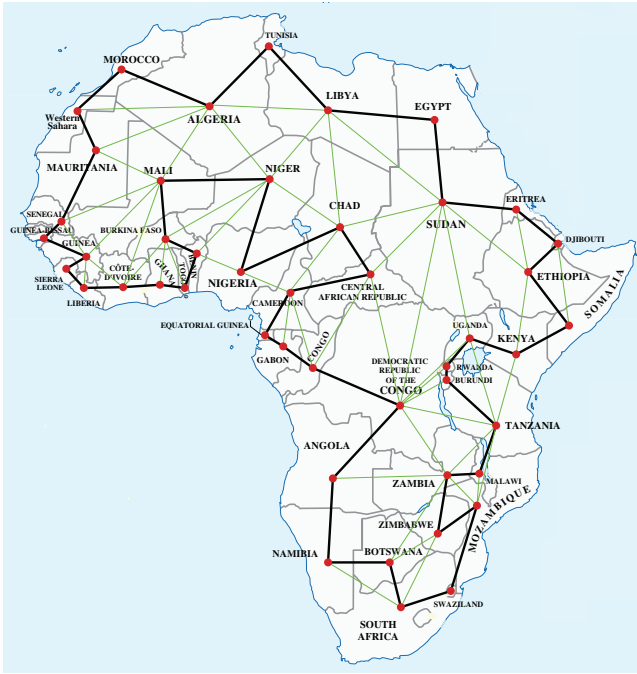 TUNISIA
MOROCCO
LIBYA
EGYPT
ALGERIA
Western
Sahara
MAURITANIA
MALI
NIGER
CHAD
SUDAN
ERITREA
SENEGAL
GUINEA-BISSAU
BURKINA FASO
GUINEA
DJIBOUTI
BENIN
TOGO
GHANA
CÔTE-
D'IVOIRE
SIERRA
LEONE
LIBERIA
NIGERIA
ETHIOPIA
SOMALIA
CENTRAL
AFRICAN REPUBLIC
CAMEROON
EQUATORIAL GUINEA
UGANDA
KENYA
GABON
CONGO
DEMOCRATIC
REPUBLIC
OF THE
CONGO
RWANDA
BURUNDI
TANZANIA
ANGOLA
ZAMBIA
MALAWI
MOZAMBIQUE
ZIMBABWE
NAMIBIA
BOTSWANA
SWAZILAND
SOUTH
AFRICA